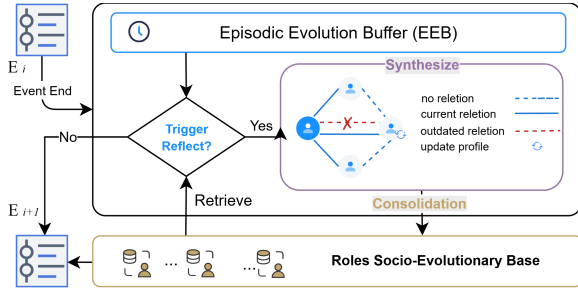 Episodic Evolution Buffer (EEB)
E i
Event End
Synthesize
no reletion
current reletion
outdated reletion
update profile
Trigger
Reflect?
Yes
No
Retrieve
Consolidation
E i+1
... ...
Roles Socio-Evolutionary Base